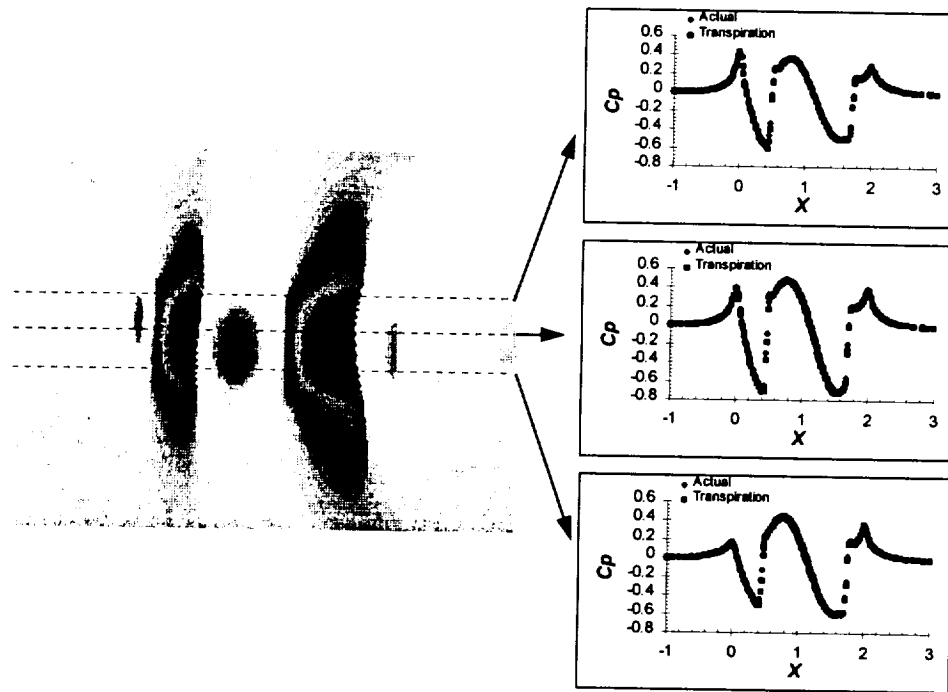 Actual
Transpiration
0.6
0.4
0.2
0
-0.2
-0.4
-0.6
-0.8
Cp
-1 0 1 2 3
X
Actual
Transpiration
0.6
0.4
0.2
0
-0.2
-0.4
-0.6
-0.8
Cp
-1 0 1 2 3
X
Actual
Transpiration
0.6
0.4
0.2
0
-0.2
-0.4
-0.6
-0.8
Cp
-1 0 1 2 3
X